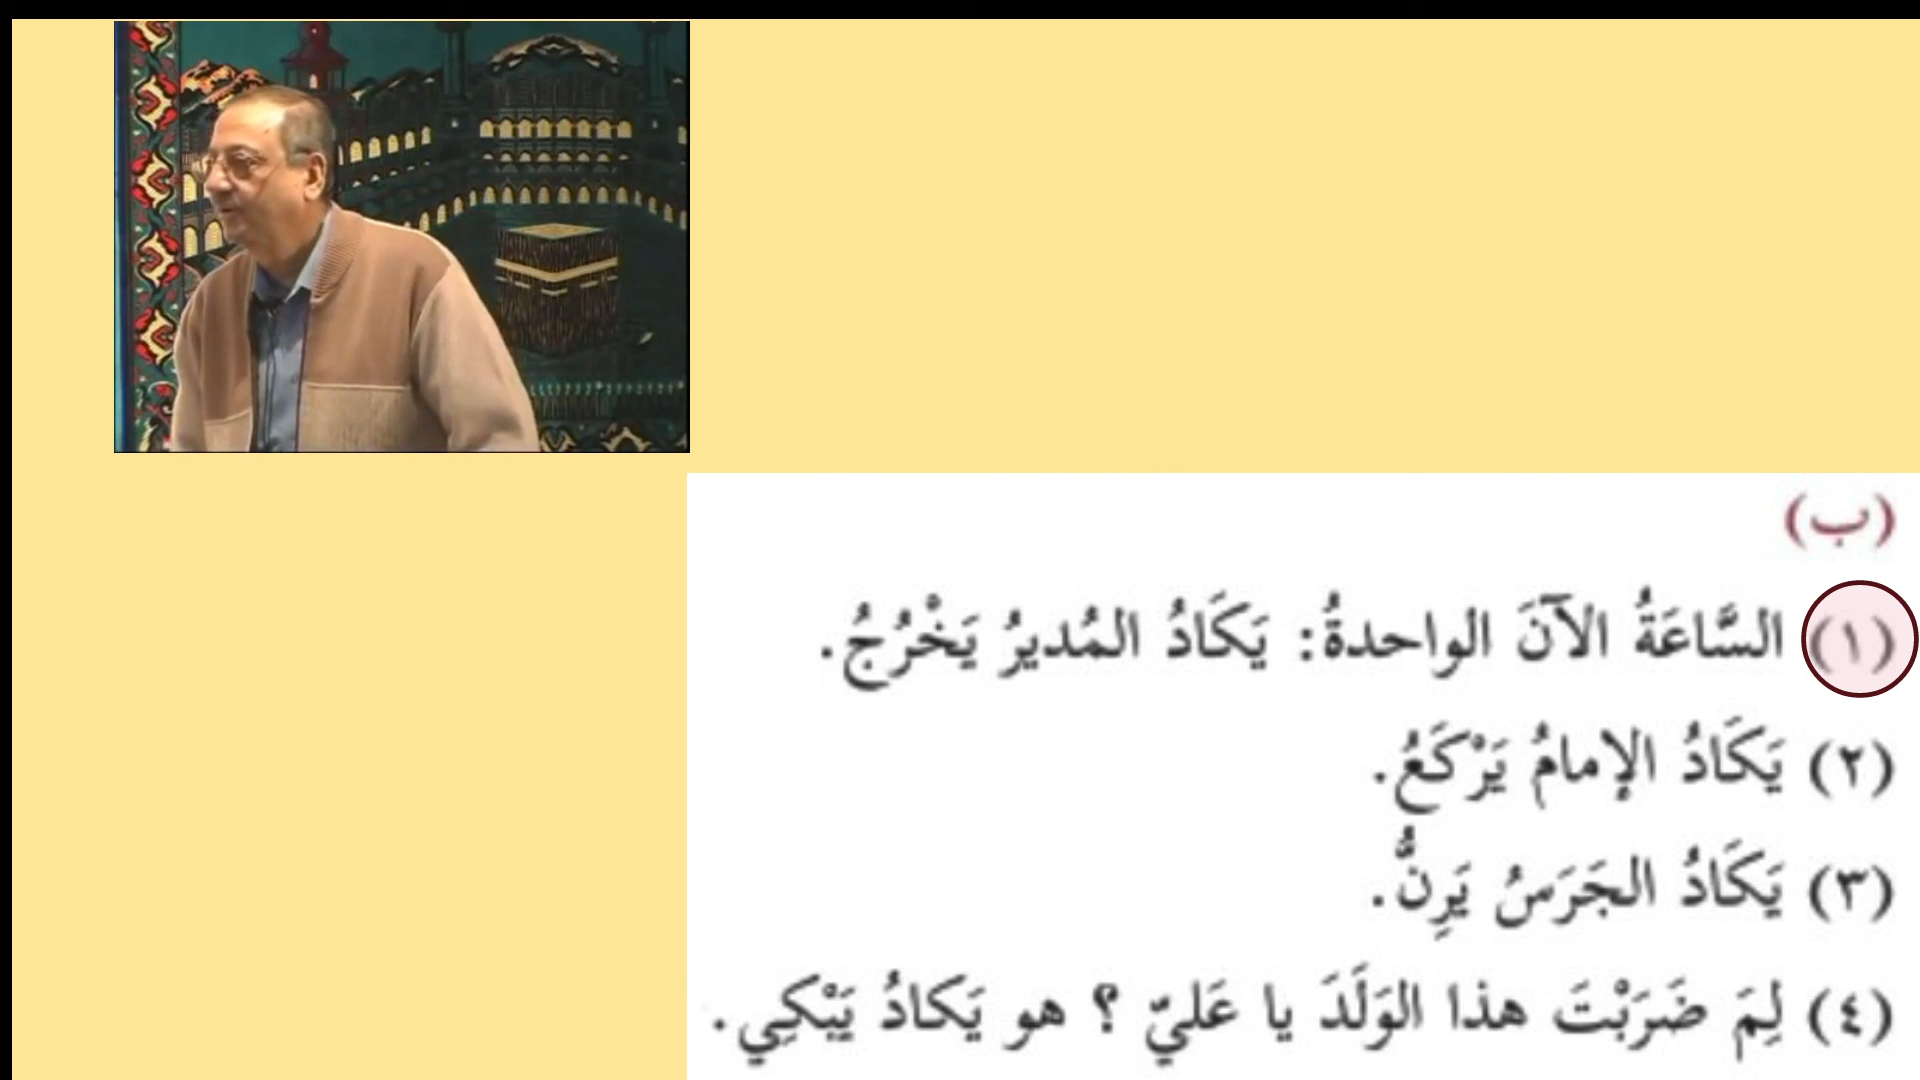 (ب)
(١) السَّاعَةُ الآنَ الواحدةُ: يَكَادُ المُديرُ يَخْرُجُ.
(٢) يَكَادُ الإمامُ يَرْكَعُ.
(٣) يَكَادُ الجَرَسُ يَرِنُّ.
(٤) لِمَ ضَرَبْتَ هذا الوَلَدَ يا عَليّ ؟ هو يَكادُ يَبْكِي.